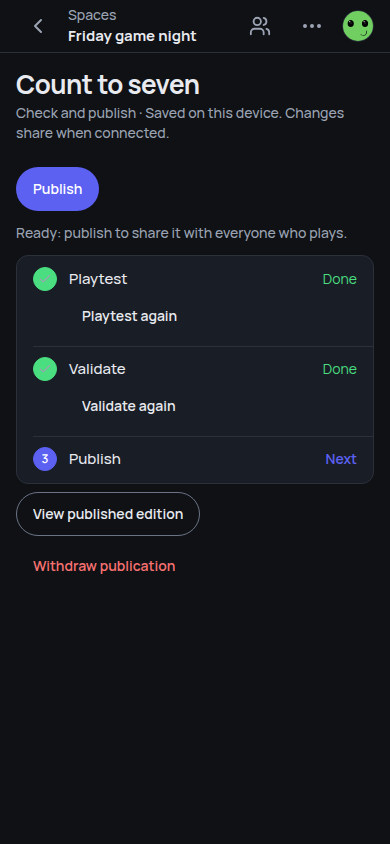 Spaces
Friday game night
Count to seven
Check and publish · Saved on this device. Changes
share when connected.
Publish
Ready: publish to share it with everyone who plays.
Playtest Done
Playtest again
Validate Done
Validate again
3 Publish Next
View published edition
Withdraw publication